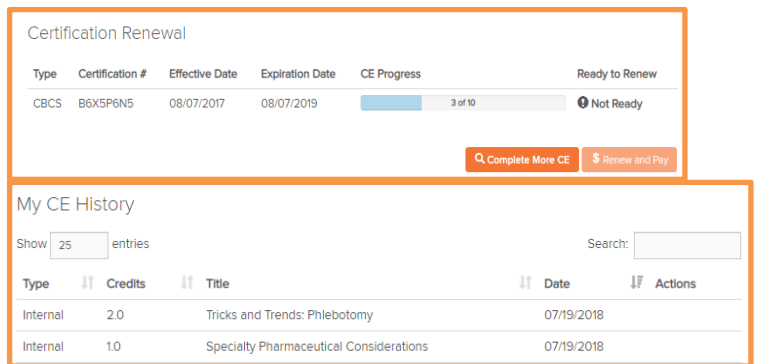 Certification Renewal
Type Certification # Effective Date Expiration Date CE Progress Ready to Renew
CBCS B6X5P6N5 08/07/2017 08/07/2019 3 of 10 Not Ready
Complete More CE $ Renew and Pay
My CE History
Show 25 entries Search:
Type Credits Title Date Actions
Internal 2.0 Tricks and Trends: Phlebotomy 07/19/2018
Internal 1.0 Specialty Pharmaceutical Considerations 07/19/2018